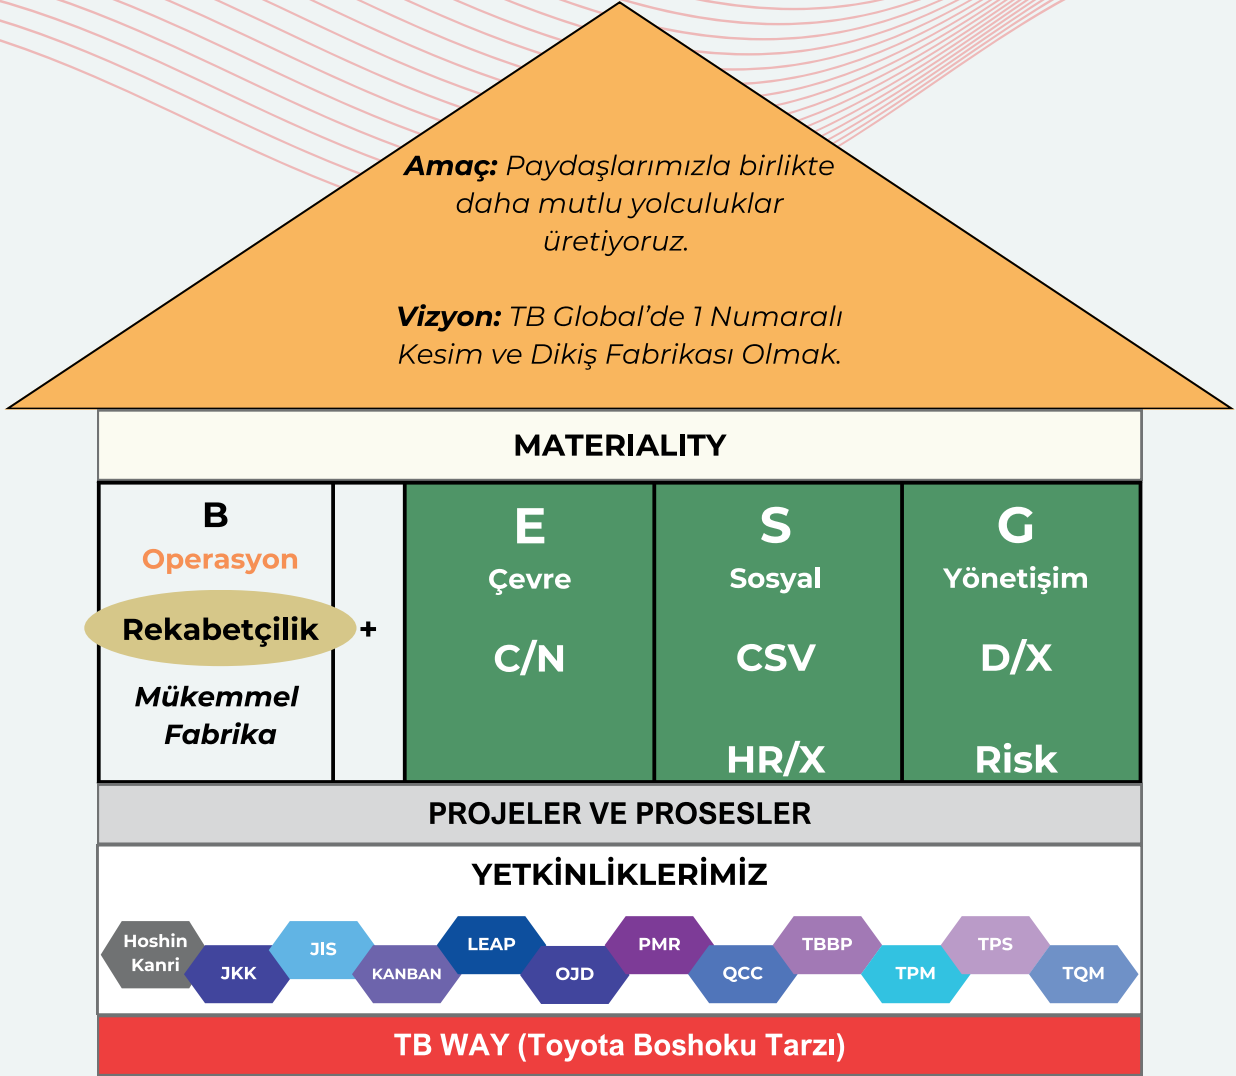 Amaç: Paydaşlarımızla birlikte
daha mutlu yolculuklar
üretiyoruz.
Vizyon: TB Global’de 1 Numaralı
Kesim ve Dikiş Fabrikası Olmak.
MATERIALITY
B
Operasyon
Rekabetçilik
Mükemmel
Fabrika
+
E
Çevre
C/N
S
Sosyal
CSV
HR/X
G
Yönetişim
D/X
Risk
PROJELER VE PROSESLER
YETKİNLİKLERİMİZ
Hoshin
Kanri
JKK
JIS
KANBAN
LEAP
OJD
PMR
QCC
TBBP
TPM
TPS
TQM
TB WAY (Toyota Boshoku Tarzı)